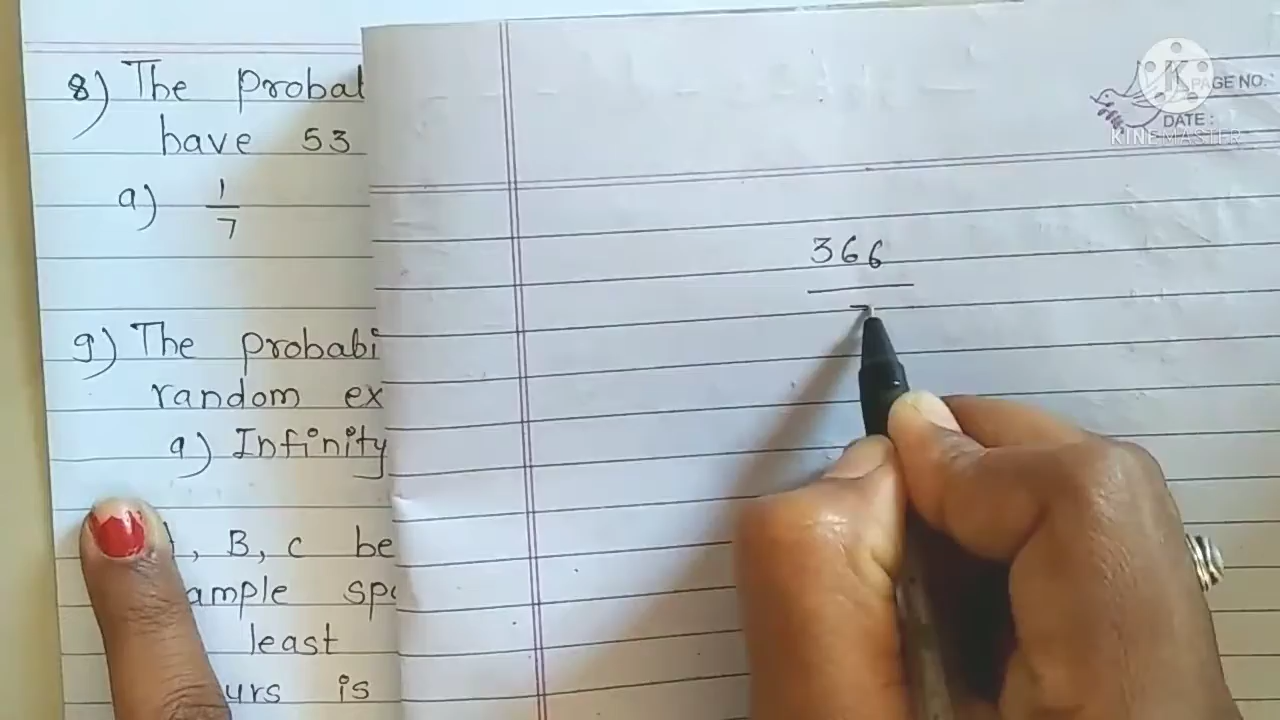 8) The probab
have 53
a) 1/7
9) The probabi
random ex
a) Infinity
, B, C be
ample spa
least
urs is
366
PAGE NO.:
DATE :
K
KINEMASTER